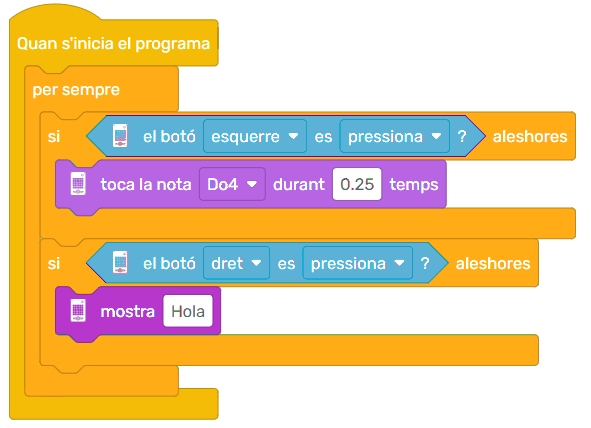 Quan s'inicia el programa
per sempre
si el botó esquerre es pressiona ? aleshores
toca la nota Do4 durant 0.25 temps
si el botó dret es pressiona ? aleshores
mostra Hola